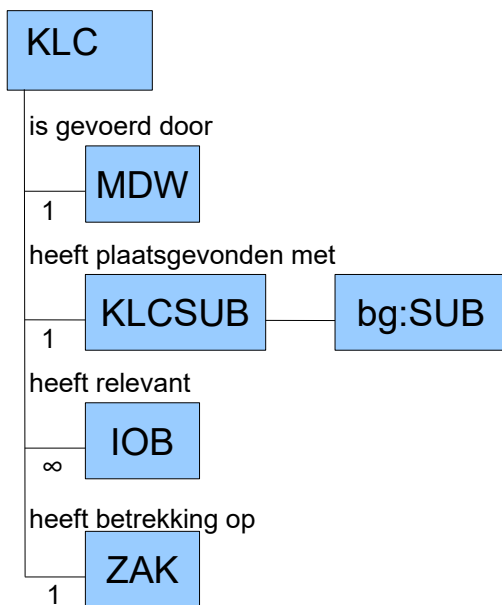 KLC
is gevoerd door
MDW
1
heeft plaatsgevonden met
KLCSUB
bg:SUB
1
heeft relevant
IOB
∞
heeft betrekking op
ZAK
1